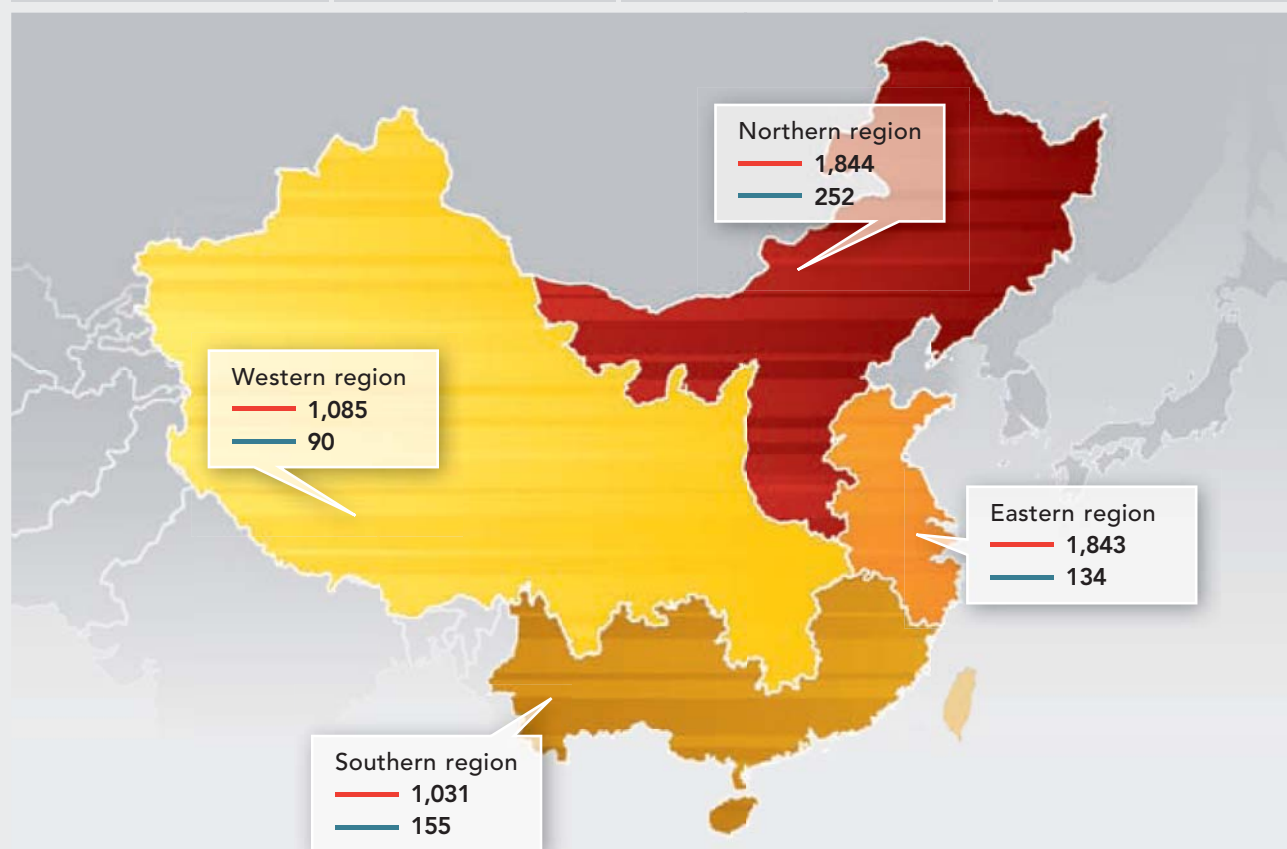 Northern region
1,844
252
Western region
1,085
90
Eastern region
1,843
134
Southern region
1,031
155